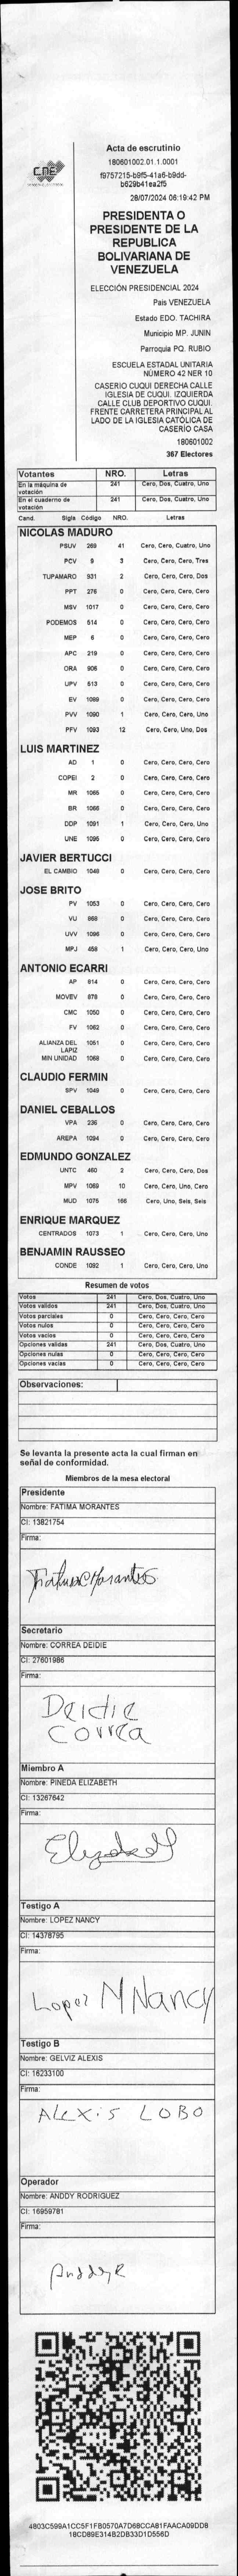 CNE
Acta de escrutinio
180601002.01.1.0001
f9757215-b9f5-41a6-b9dd-
b629b41ea2f5
28/07/2024 06:19:42 PM
PRESIDENTA O
PRESIDENTE DE LA
REPUBLICA
BOLIVARIANA DE
VENEZUELA
ELECCIÓN PRESIDENCIAL 2024
País VENEZUELA
Estado EDO. TACHIRA
Municipio MP. JUNIN
Parroquia PQ. RUBIO
ESCUELA ESTADAL UNITARIA
NÚMERO 42 NER 10
CASERIO CUQUI DERECHA CALLE
IGLESIA DE CUQUI. IZQUIERDA
CALLE CLUB DEPORTIVO CUQUI.
FRENTE CARRETERA PRINCIPAL AL
LADO DE LA IGLESIA CATÓLICA DE
CASERÍO CASA
180601002
367 Electores
Votantes NRO. Letras
En la máquina de votación 241 Cero, Dos, Cuatro, Uno
En el cuaderno de votación 241 Cero, Dos, Cuatro, Uno
Cand. Sigla Código NRO. Letras
NICOLAS MADURO
PSUV 269 41 Cero, Cero, Cuatro, Uno
PCV 9 3 Cero, Cero, Cero, Tres
TUPAMARO 931 2 Cero, Cero, Cero, Dos
PPT 276 0 Cero, Cero, Cero, Cero
MSV 1017 0 Cero, Cero, Cero, Cero
PODEMOS 514 0 Cero, Cero, Cero, Cero
MEP 6 0 Cero, Cero, Cero, Cero
APC 219 0 Cero, Cero, Cero, Cero
ORA 906 0 Cero, Cero, Cero, Cero
UPV 513 0 Cero, Cero, Cero, Cero
EV 1089 0 Cero, Cero, Cero, Cero
PVV 1090 1 Cero, Cero, Cero, Uno
PFV 1093 12 Cero, Cero, Uno, Dos
LUIS MARTINEZ
AD 1 0 Cero, Cero, Cero, Cero
COPEI 2 0 Cero, Cero, Cero, Cero
MR 1065 0 Cero, Cero, Cero, Cero
BR 1066 0 Cero, Cero, Cero, Cero
DDP 1091 1 Cero, Cero, Cero, Uno
UNE 1095 0 Cero, Cero, Cero, Cero
JAVIER BERTUCCI
EL CAMBIO 1048 0 Cero, Cero, Cero, Cero
JOSE BRITO
PV 1053 0 Cero, Cero, Cero, Cero
VU 868 0 Cero, Cero, Cero, Cero
UVV 1096 0 Cero, Cero, Cero, Cero
MPJ 458 1 Cero, Cero, Cero, Uno
ANTONIO ECARRI
AP 814 0 Cero, Cero, Cero, Cero
MOVEV 878 0 Cero, Cero, Cero, Cero
CMC 1050 0 Cero, Cero, Cero, Cero
FV 1062 0 Cero, Cero, Cero, Cero
ALIANZA DEL LAPIZ 1051 0 Cero, Cero, Cero, Cero
MIN UNIDAD 1068 0 Cero, Cero, Cero, Cero
CLAUDIO FERMIN
SPV 1049 0 Cero, Cero, Cero, Cero
DANIEL CEBALLOS
VPA 236 0 Cero, Cero, Cero, Cero
AREPA 1094 0 Cero, Cero, Cero, Cero
EDMUNDO GONZALEZ
UNTC 460 2 Cero, Cero, Cero, Dos
MPV 1069 10 Cero, Cero, Uno, Cero
MUD 1075 166 Cero, Uno, Seis, Seis
ENRIQUE MARQUEZ
CENTRADOS 1073 1 Cero, Cero, Cero, Uno
BENJAMIN RAUSSEO
CONDE 1092 1 Cero, Cero, Cero, Uno
Resumen de votos
Votos 241 Cero, Dos, Cuatro, Uno
Votos validos 241 Cero, Dos, Cuatro, Uno
Votos parciales 0 Cero, Cero, Cero, Cero
Votos nulos 0 Cero, Cero, Cero, Cero
Votos vacios 0 Cero, Cero, Cero, Cero
Opciones validas 241 Cero, Dos, Cuatro, Uno
Opciones nulas 0 Cero, Cero, Cero, Cero
Opciones vacias 0 Cero, Cero, Cero, Cero
Observaciones:
Se levanta la presente acta la cual firman en
señal de conformidad.
Miembros de la mesa electoral
Presidente
Nombre: FATIMA MORANTES
CI: 13821754
Firma:
Fatima Morantes
Secretario
Nombre: CORREA DEIDIE
CI: 27601986
Firma:
Deidie
Correa
Miembro A
Nombre: PINEDA ELIZABETH
CI: 13267642
Firma:
Testigo A
Nombre: LOPEZ NANCY
CI: 14378795
Firma:
Lopez M Nancy
Testigo B
Nombre: GELVIZ ALEXIS
CI: 16233100
Firma:
ALEXIS LOBO
Operador
Nombre: ANDDY RODRIGUEZ
CI: 16959781
Firma:
Anddy R
4803C599A1CC5F1FB0570A7D68CCA81FAACA09DD8
18CD89E314B2DB33D1D556D